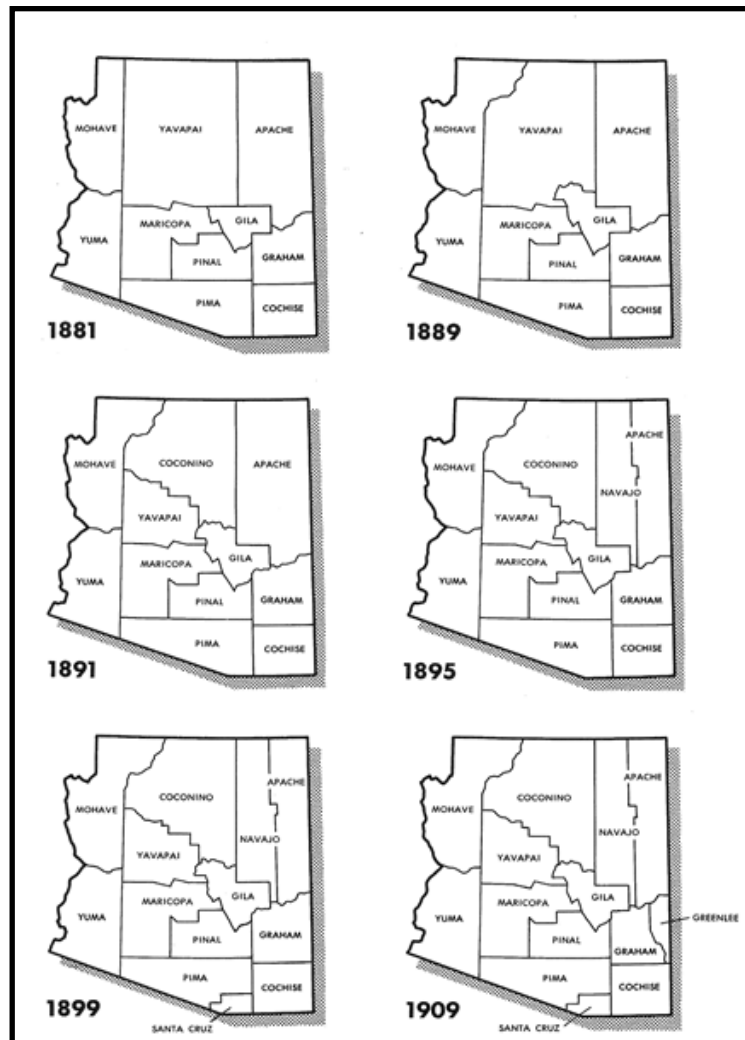 MOHAVE
YAVAPAI
APACHE
MARICOPA
GILA
YUMA
PINAL
GRAHAM
PIMA
COCHISE
1881
MOHAVE
YAVAPAI
APACHE
MARICOPA
GILA
YUMA
PINAL
GRAHAM
PIMA
COCHISE
1889
COCONINO
MOHAVE
APACHE
YAVAPAI
MARICOPA
GILA
YUMA
PINAL
GRAHAM
PIMA
COCHISE
1891
APACHE
COCONINO
MOHAVE
NAVAJO
YAVAPAI
MARICOPA
GILA
YUMA
PINAL
GRAHAM
PIMA
COCHISE
1895
APACHE
COCONINO
MOHAVE
NAVAJO
YAVAPAI
GILA
MARICOPA
YUMA
GRAHAM
PINAL
PIMA
COCHISE
1899
SANTA CRUZ
APACHE
COCONINO
MOHAVE
NAVAJO
YAVAPAI
GILA
MARICOPA
GREENLEE
YUMA
PINAL
GRAHAM
PIMA
COCHISE
1909
SANTA CRUZ